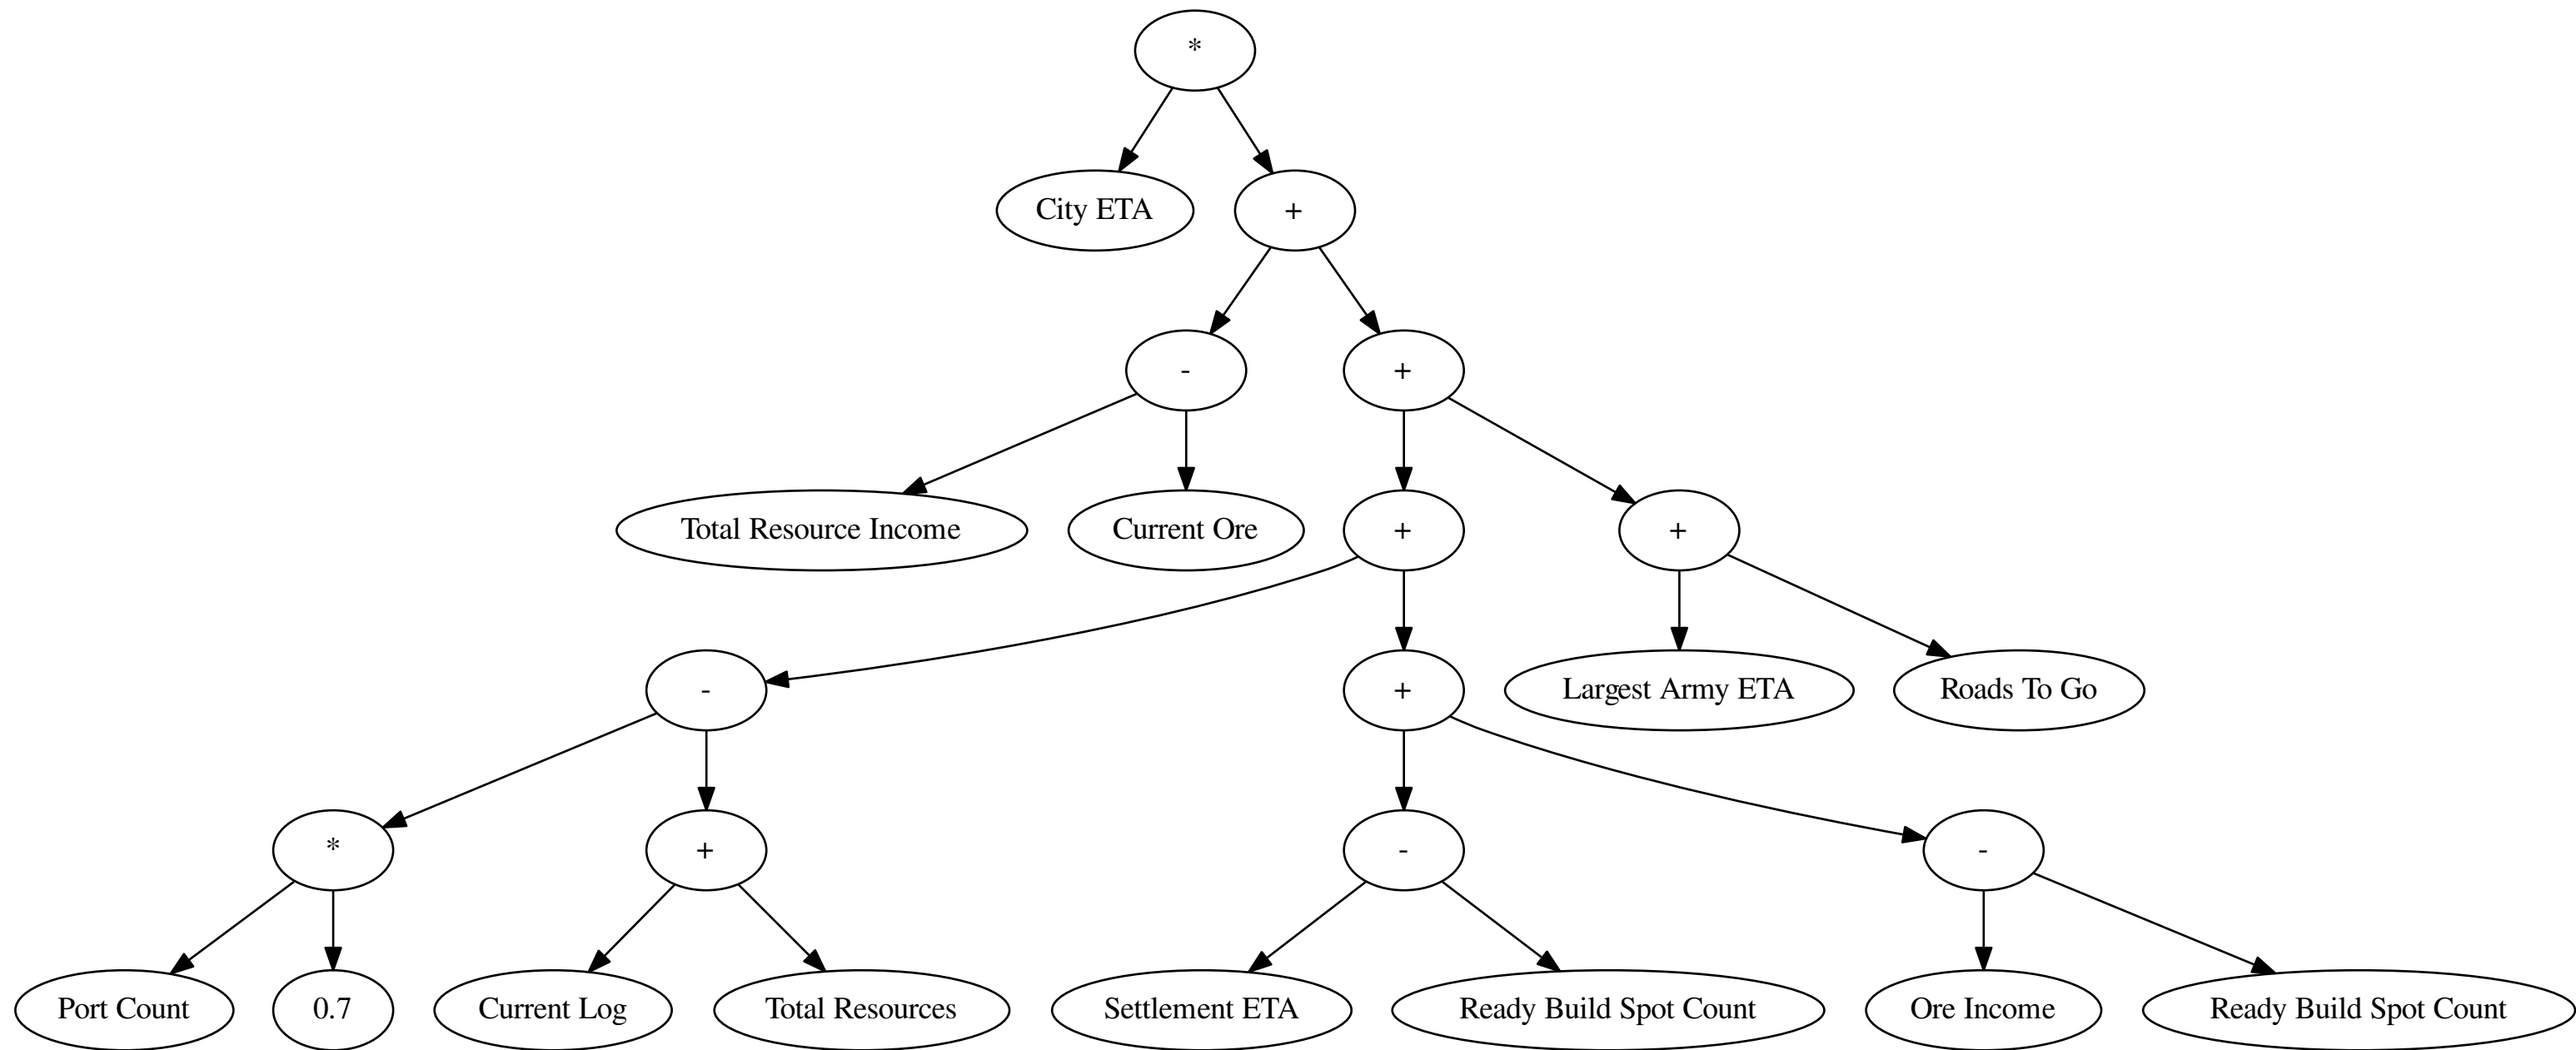 *
City ETA
+
-
+
Total Resource Income
Current Ore
+
+
-
+
Largest Army ETA
Roads To Go
*
+
-
-
Port Count
0.7
Current Log
Total Resources
Settlement ETA
Ready Build Spot Count
Ore Income
Ready Build Spot Count